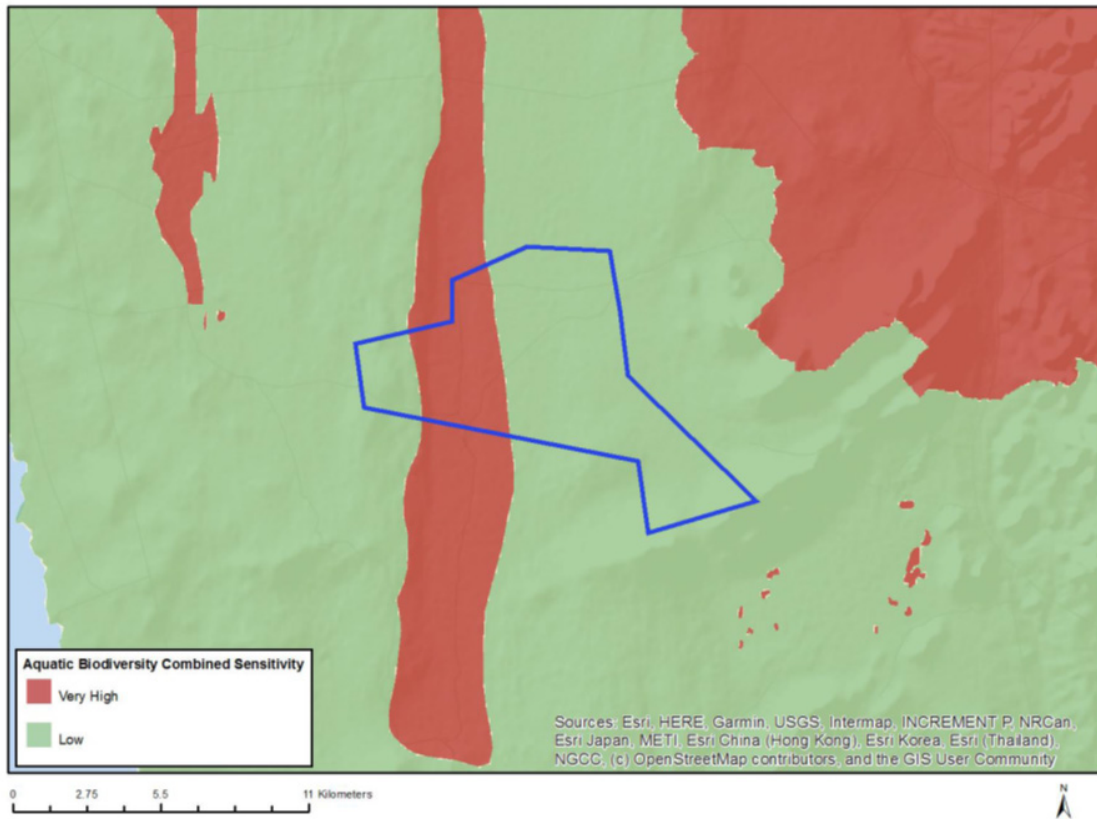 Aquatic Biodiversity Combined Sensitivity
Very High
Low
Sources: Esri, HERE, Garmin, USGS, Intermap, INCREMENT P, NRCan,
Esri Japan, METI, Esri China (Hong Kong), Esri Korea, Esri (Thailand),
NGCC, (c) OpenStreetMap contributors, and the GIS User Community
0 2.75 5.5 11 Kilometers
N